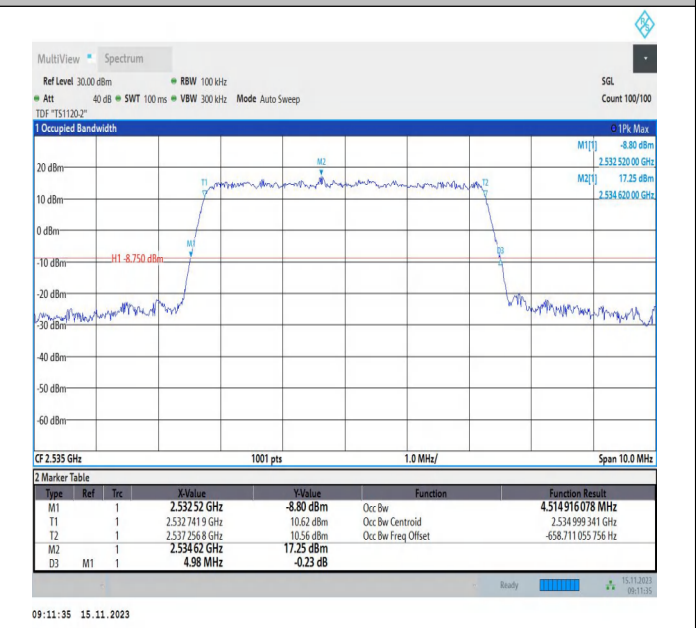 MultiView Spectrum
Ref Level 30.00 dBm RBW 100 kHz SGL
Att 40 dB SWT 100 ms VBW 300 kHz Mode Auto Sweep Count 100/100
TDF "TS1120-2"
1 Occupied Bandwidth 1Pk Max
M1[1] -8.80 dBm
2.532 520 00 GHz
M2[1] 17.25 dBm
2.534 620 00 GHz
20 dBm
M2
T1
T2
10 dBm
0 dBm
M1
D3
H1 -8.750 dBm
-10 dBm
-20 dBm
-30 dBm
-40 dBm
-50 dBm
-60 dBm
CF 2.535 GHz 1001 pts 1.0 MHz/ Span 10.0 MHz
2 Marker Table
Type Ref Trc X-Value Y-Value Function Function Result
M1 1 2.532 52 GHz -8.80 dBm Occ Bw 4.514 916 078 MHz
T1 1 2.532 741 9 GHz 10.62 dBm Occ Bw Centroid 2.534 999 341 GHz
T2 1 2.537 256 8 GHz 10.56 dBm Occ Bw Freq Offset -658.711 055 756 Hz
M2 1 2.534 62 GHz 17.25 dBm
D3 M1 1 4.98 MHz -0.23 dB
Ready 15.11.2023
09:11:35
09:11:35 15.11.2023